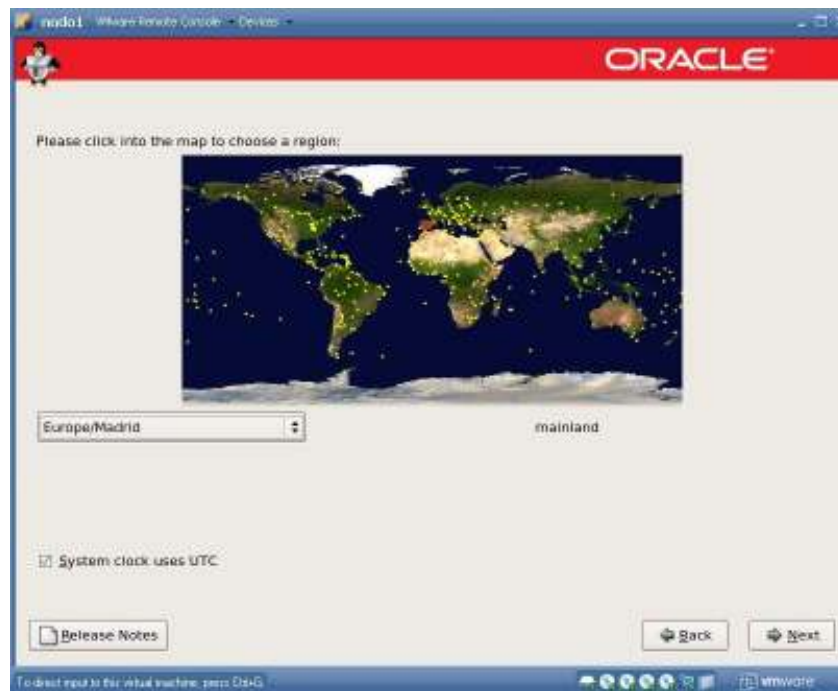 nodo1 VMware Remote Console Devices
ORACLE
Please click into the map to choose a region:
Europe/Madrid
mainland
System clock uses UTC
Release Notes
Back
Next
To direct input to this virtual machine, press Ctrl+G.
vmware